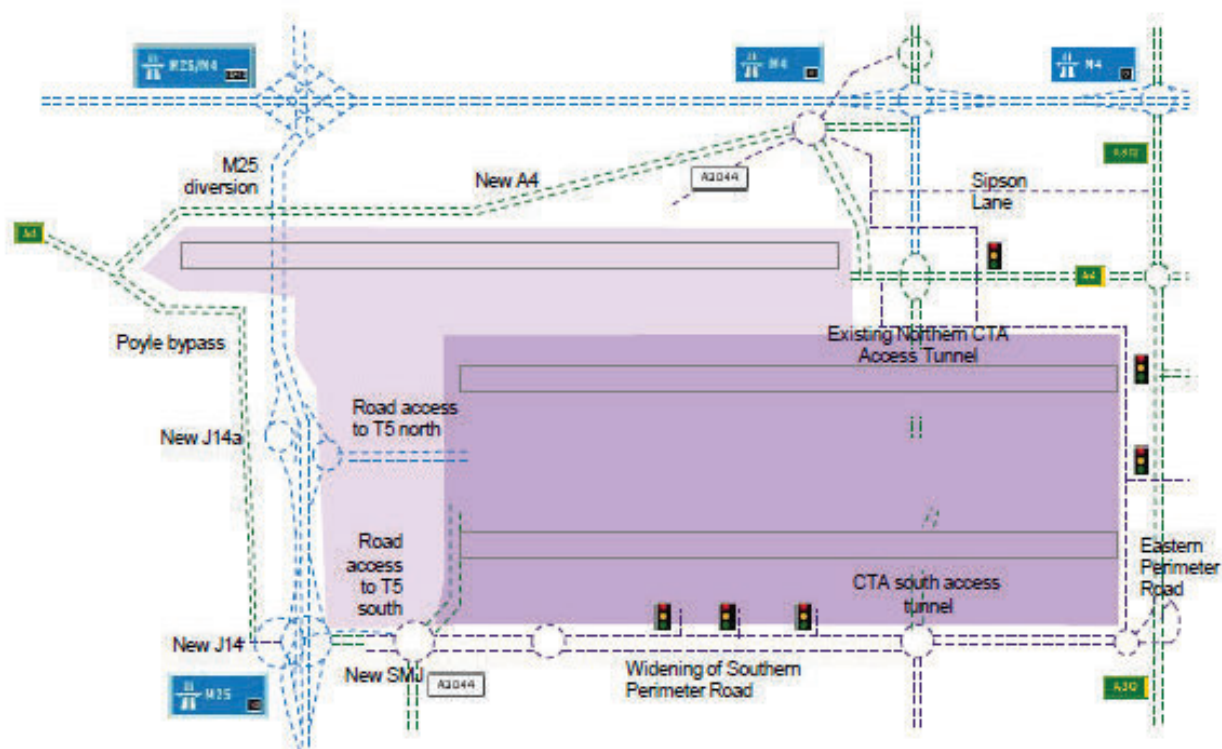 M25/M4
M4
M4
M25
diversion
New A4
A3044
Sipson
Lane
A4
A4
Poyle bypass
Existing Northern CTA
Access Tunnel
Road access
to T5 north
New J14a
Road
access
to T5
south
CTA south access
tunnel
Eastern
Perimeter
Road
New J14
New SMJ
A3044
Widening of Southern
Perimeter Road
M25
A30